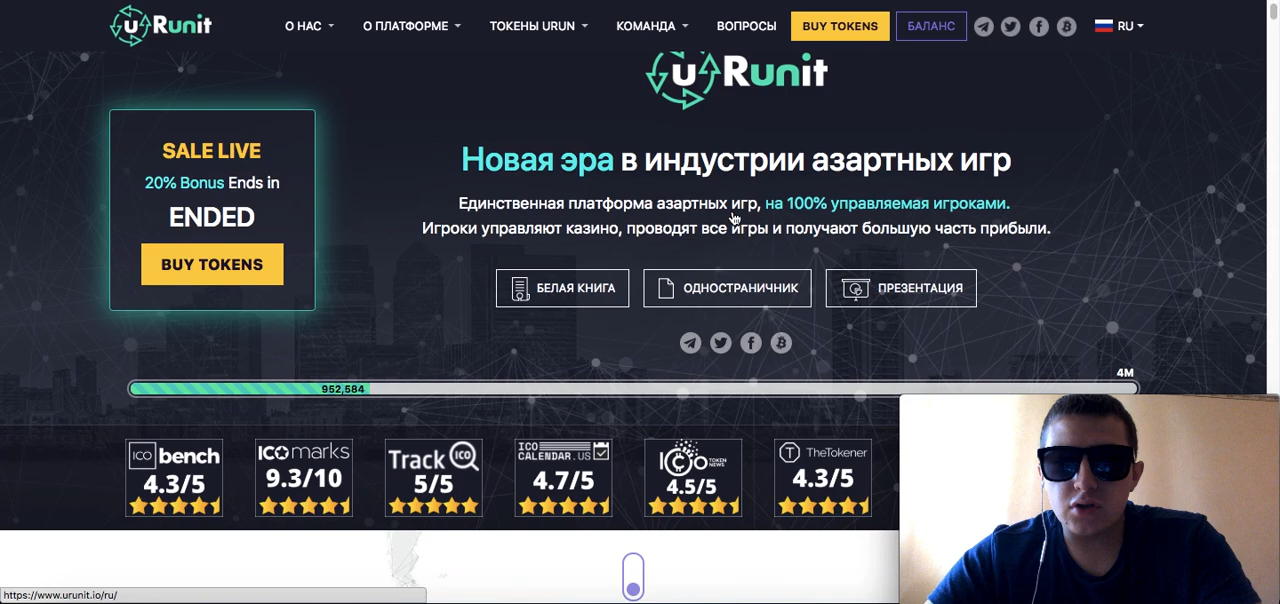 uRunit
О НАС
О ПЛАТФОРМЕ
ТОКЕНЫ URUN
КОМАНДА
ВОПРОСЫ
BUY TOKENS
БАЛАНС
RU
uRunit
SALE LIVE
20% Bonus Ends in
ENDED
BUY TOKENS
Новая эра в индустрии азартных игр
Единственная платформа азартных игр, на 100% управляемая игроками.
Игроки управляют казино, проводят все игры и получают большую часть прибыли.
БЕЛАЯ КНИГА
ОДНОСТРАНИЧНИК
ПРЕЗЕНТАЦИЯ
4M
952,584
ICO bench
4.3/5
ICO marks
9.3/10
Track ICO
5/5
ICO
CALENDAR.US
4.7/5
ICO TOKEN
NEWS
4.5/5
T TheTokener
4.3/5
https://www.urunit.io/ru/